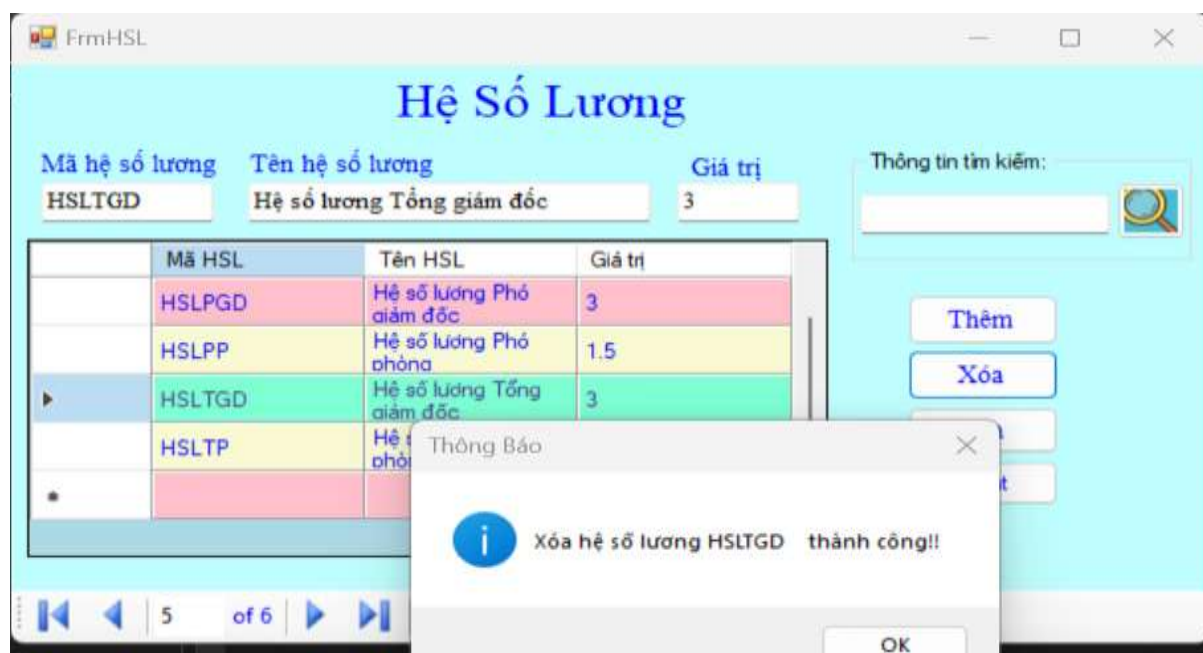 FrmHSL
Hệ Số Lương
Mã hệ số lương Tên hệ số lương Giá trị Thông tin tìm kiếm:
HSLTGD Hệ số lương Tổng giám đốc 3
Mã HSL Tên HSL Giá trị
HSLPGD Hệ số lương Phó giám đốc 3
HSLPP Hệ số lương Phó phòng 1.5
HSLTGD Hệ số lương Tổng giám đốc 3
HSLTP Hệ
Thêm
Xóa
Thông Báo
Xóa hệ số lương HSLTGD thành công!!
OK
5 of 6